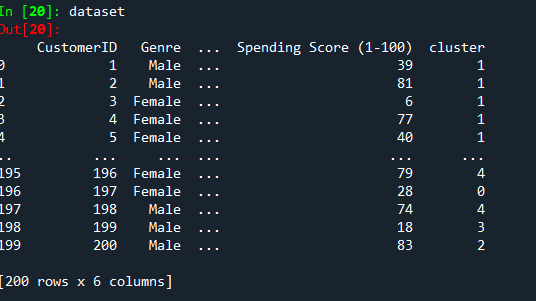 In [20]: dataset
Out[20]:
CustomerID Genre ... Spending Score (1-100) cluster
0 1 Male ... 39 1
1 2 Male ... 81 1
2 3 Female ... 6 1
3 4 Female ... 77 1
4 5 Female ... 40 1
.. ... ... ... ... ...
195 196 Female ... 79 4
196 197 Female ... 28 0
197 198 Male ... 74 4
198 199 Male ... 18 3
199 200 Male ... 83 2
[200 rows x 6 columns]